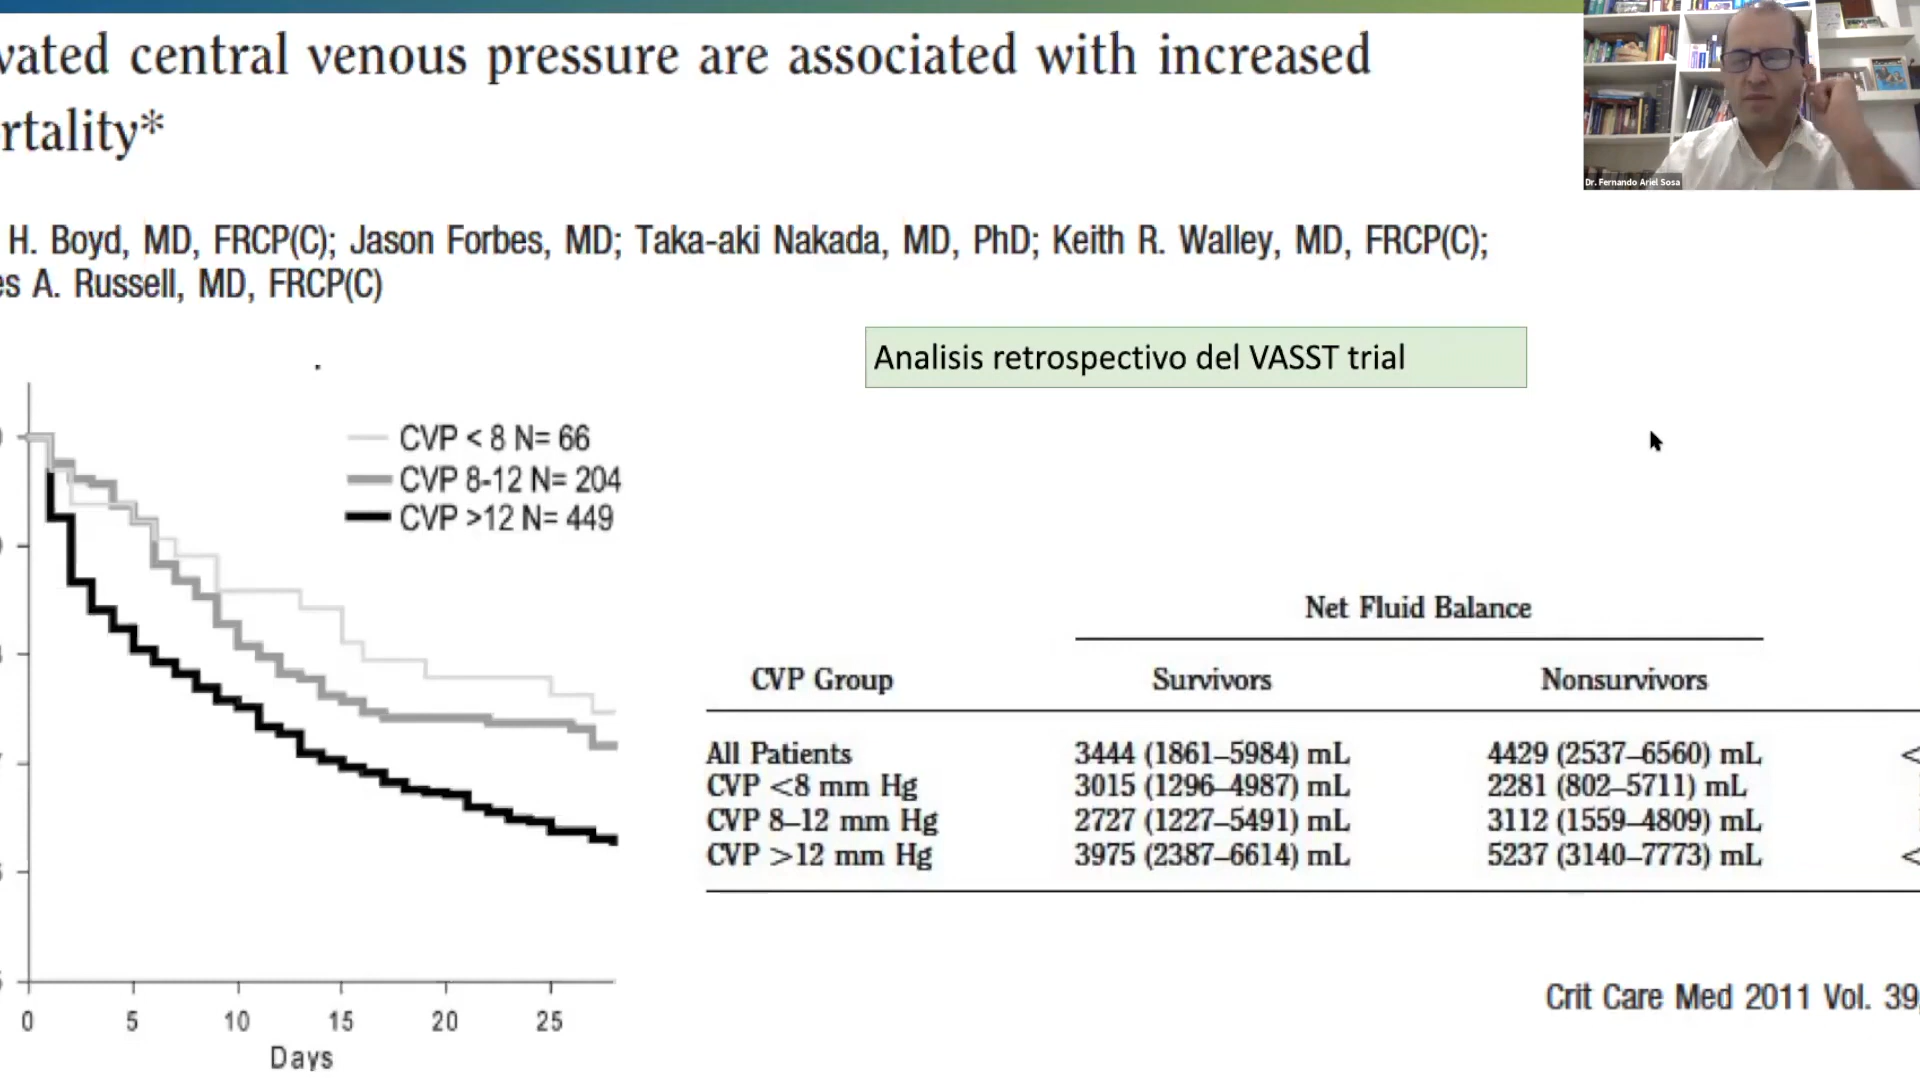 vated central venous pressure are associated with increased
rtality*
Dr. Fernando Ariel Sosa
H. Boyd, MD, FRCP(C); Jason Forbes, MD; Taka-aki Nakada, MD, PhD; Keith R. Walley, MD, FRCP(C);
es A. Russell, MD, FRCP(C)
Analisis retrospectivo del VASST trial
CVP < 8 N= 66
CVP 8-12 N= 204
CVP >12 N= 449
0 5 10 15 20 25
Days
Net Fluid Balance
CVP Group Survivors Nonsurvivors
All Patients 3444 (1861–5984) mL 4429 (2537–6560) mL <
CVP <8 mm Hg 3015 (1296–4987) mL 2281 (802–5711) mL
CVP 8–12 mm Hg 2727 (1227–5491) mL 3112 (1559–4809) mL
CVP >12 mm Hg 3975 (2387–6614) mL 5237 (3140–7773) mL <
Crit Care Med 2011 Vol. 39,